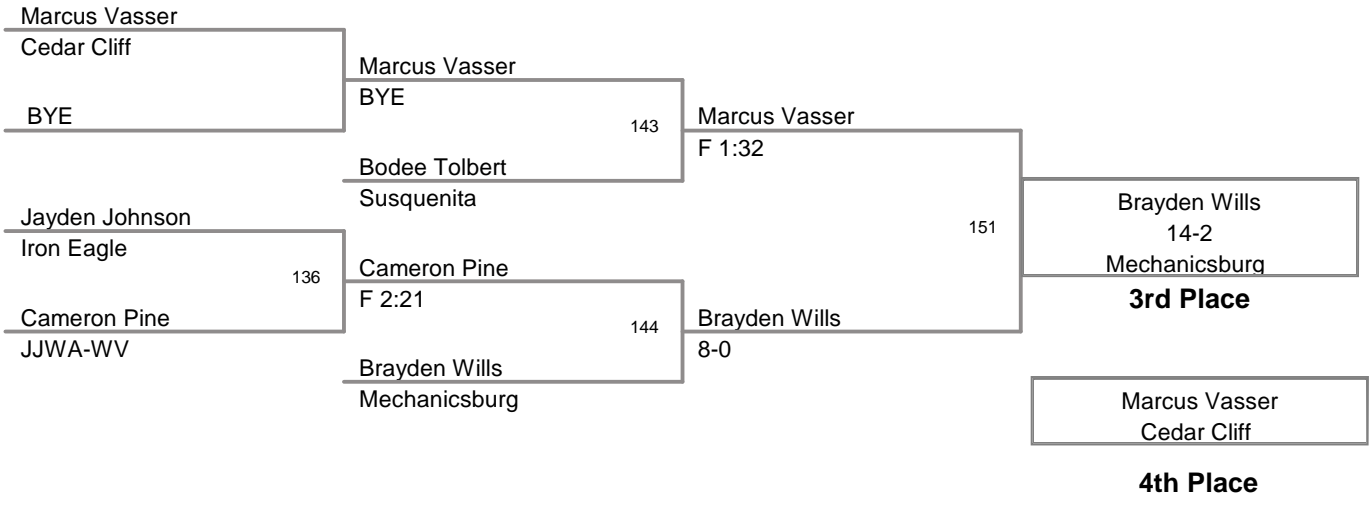 Marcus Vasser
Cedar Cliff
BYE
Jayden Johnson
Iron Eagle
136
Cameron Pine
JJWA-WV
Marcus Vasser
BYE
143
Bodee Tolbert
Susquenita
Cameron Pine
F 2:21
144
Brayden Wills
Mechanicsburg
Marcus Vasser
F 1:32
151
Brayden Wills
8-0
Brayden Wills
14-2
Mechanicsburg
3rd Place
Marcus Vasser
Cedar Cliff
4th Place